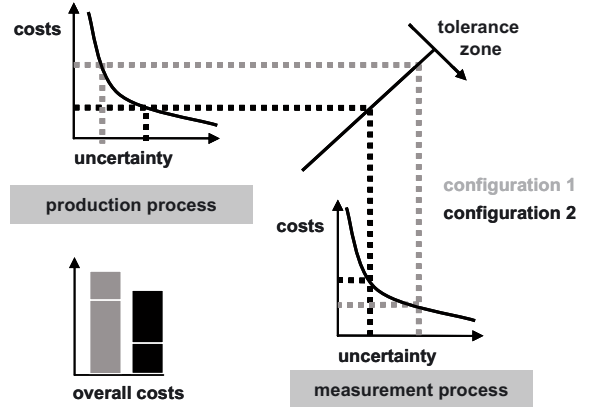 costs
uncertainty
production process
tolerance
zone
configuration 1
configuration 2
costs
uncertainty
measurement process
overall costs